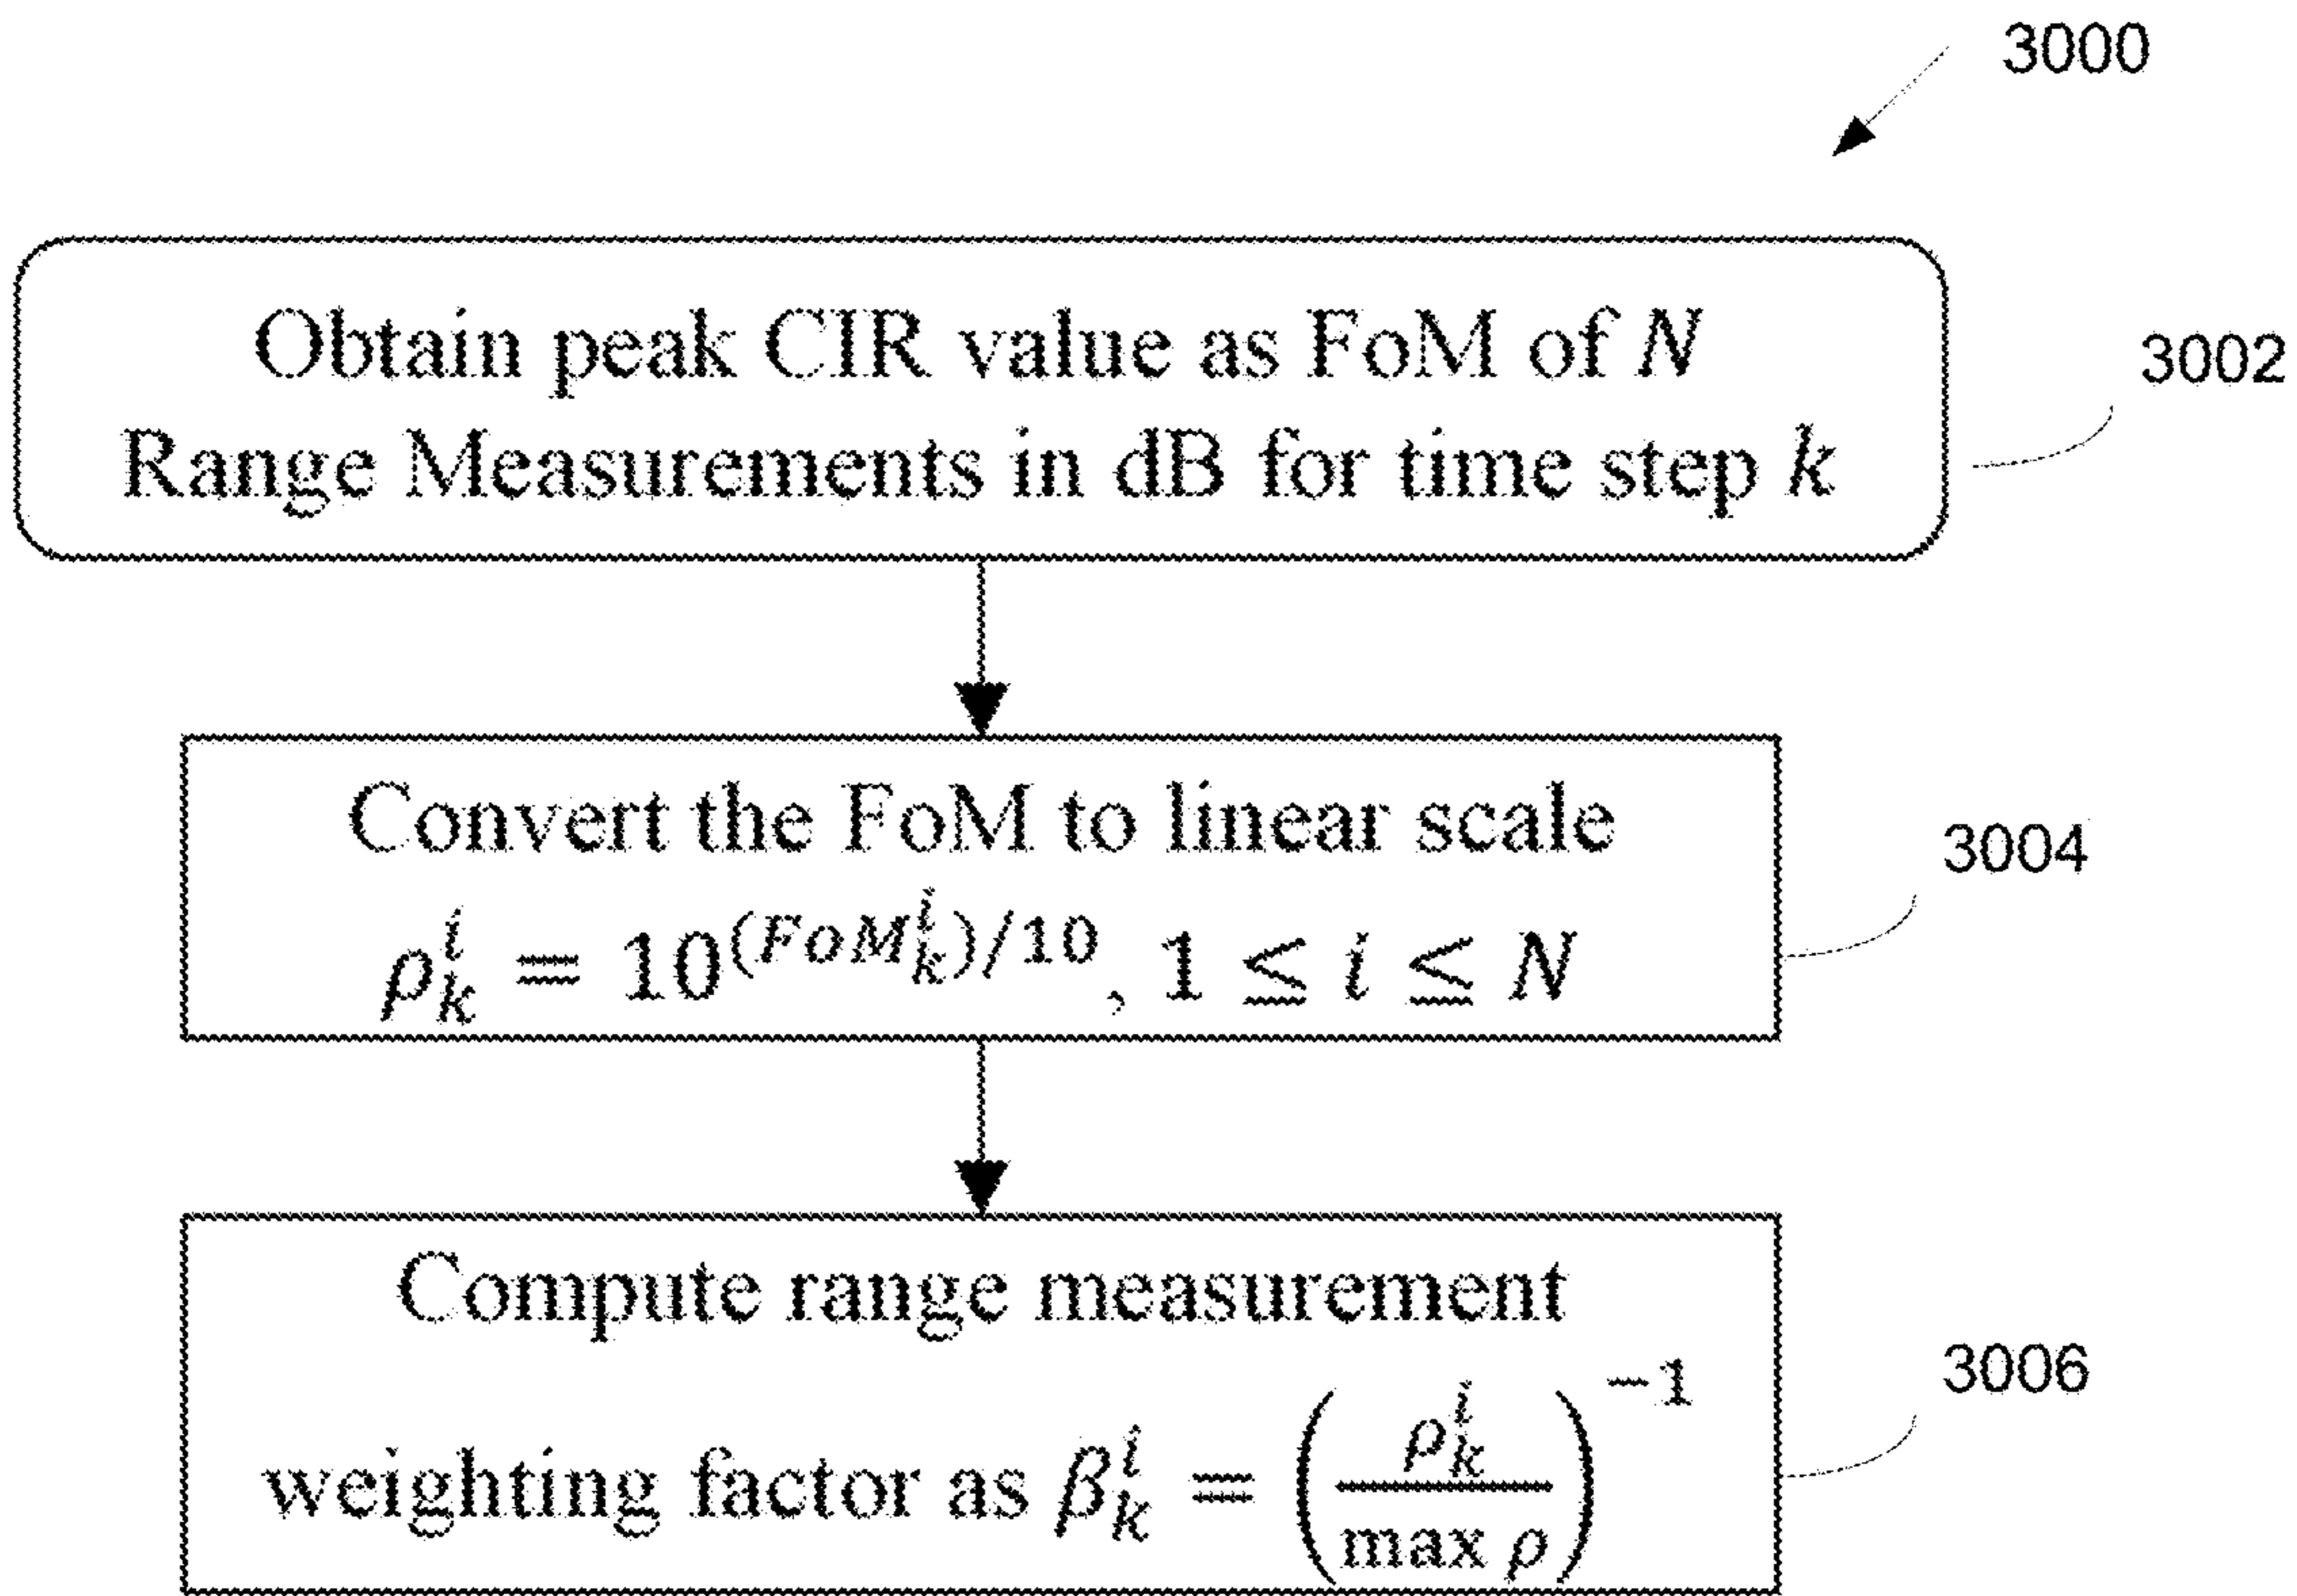 3000
Obtain peak CIR value as FoM of N
3002
Range Measurements in dB for time step k
Convert the FoM to linear scale
3004
ρ_k^i = 10^{(FoM_k^i)/10}, 1 ≤ i ≤ N
Compute range measurement
3006
weighting factor as β_k^i = (ρ_k^i / max ρ)^{-1}